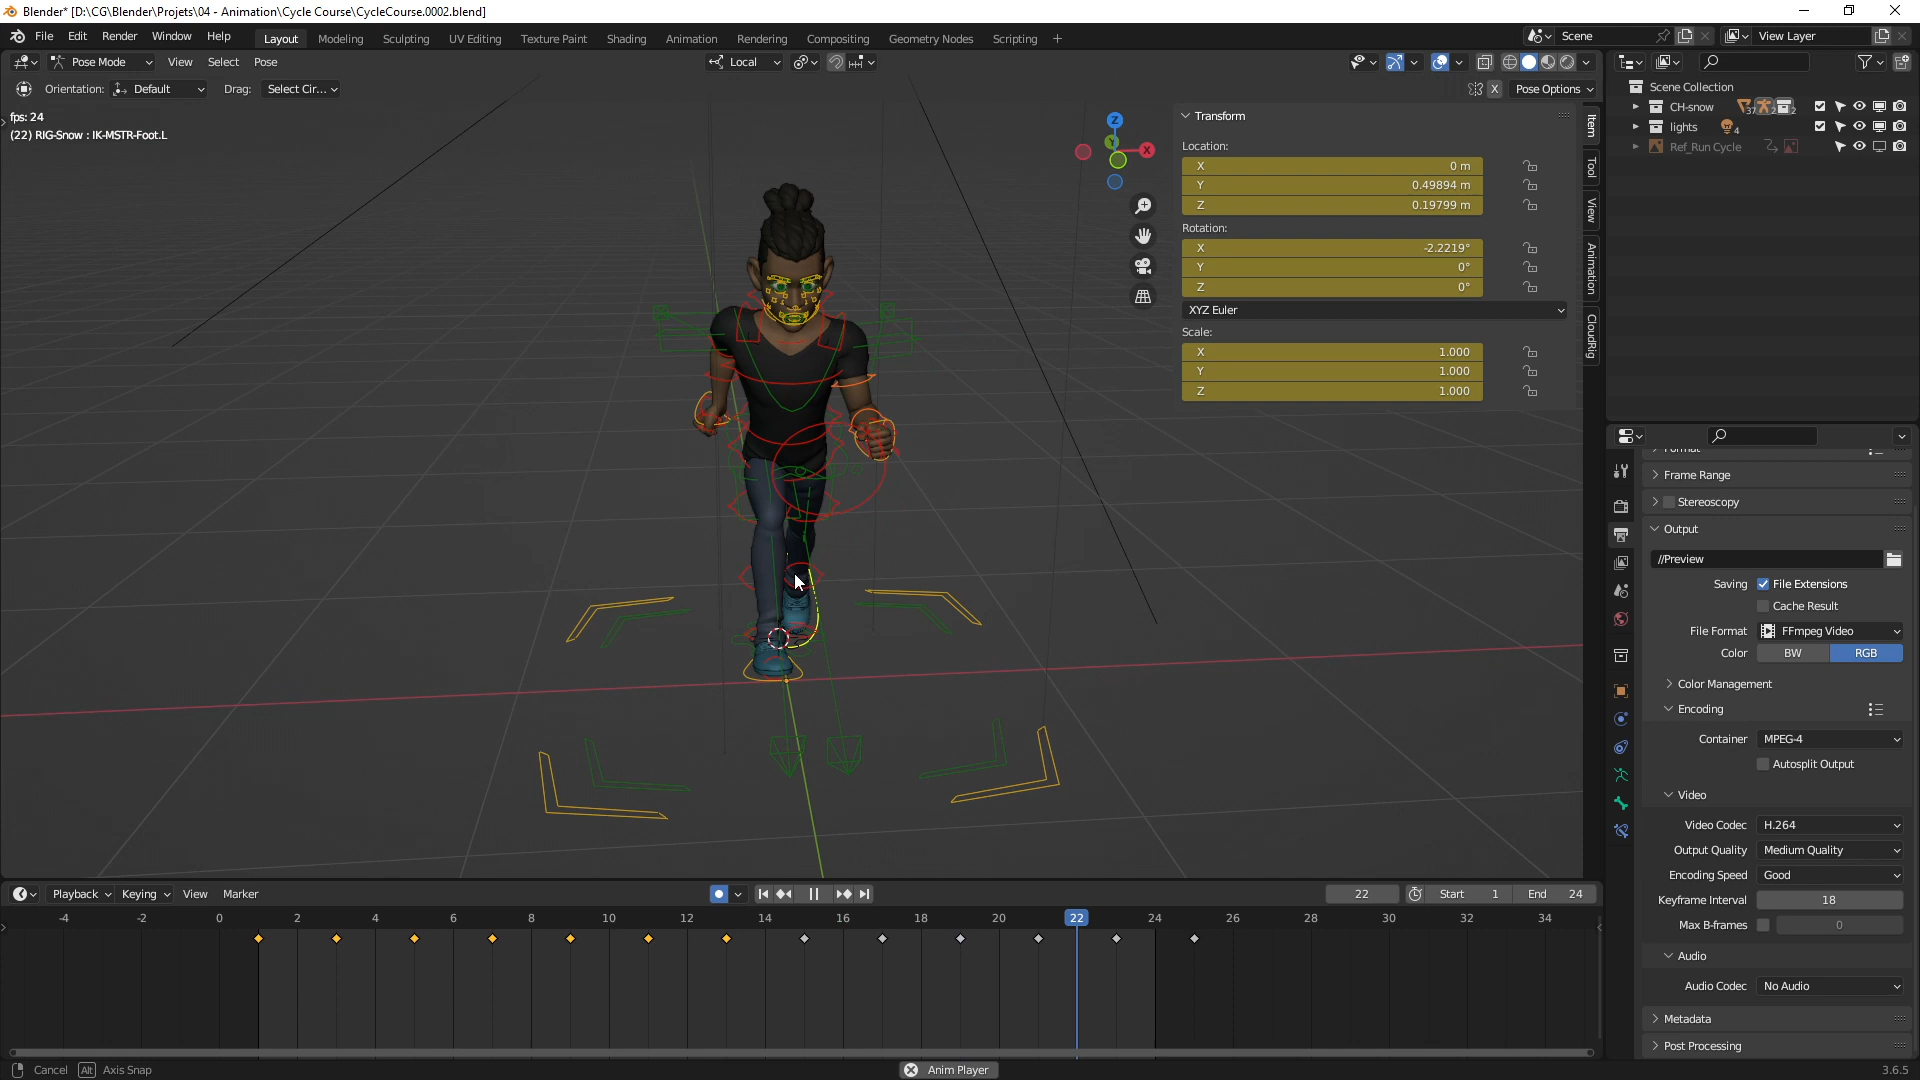 Blender* [D:\CG\Blender\Projets\04 - Animation\Cycle Course\CycleCourse.0002.blend]
File Edit Render Window Help Layout Modeling Sculpting UV Editing Texture Paint Shading Animation Rendering Compositing Geometry Nodes Scripting + Scene View Layer
Pose Mode View Select Pose Local
Orientation: Default Drag: Select Cir... X Pose Options
fps: 24
(22) RIG-Snow : IK-MSTR-Foot.L
Z
Y
X
Transform
Location:
X 0 m
Y 0.49894 m
Z 0.19799 m
Rotation:
X -2.2219°
Y 0°
Z 0°
XYZ Euler
Scale:
X 1.000
Y 1.000
Z 1.000
Item
Tool
View
Animation
CloudRig
Scene Collection
CH-snow 37 2 2
lights 4
Ref_Run Cycle
Format
Frame Range
Stereoscopy
Output
//Preview
Saving File Extensions
Cache Result
File Format FFmpeg Video
Color BW RGB
Color Management
Encoding
Container MPEG-4
Autosplit Output
Video
Video Codec H.264
Output Quality Medium Quality
Encoding Speed Good
Keyframe Interval 18
Max B-frames 0
Audio
Audio Codec No Audio
Metadata
Post Processing
Playback Keying View Marker 22 Start 1 End 24
-4 -2 0 2 4 6 8 10 12 14 16 18 20 22 24 26 28 30 32 34
Cancel Alt Axis Snap Anim Player 3.6.5